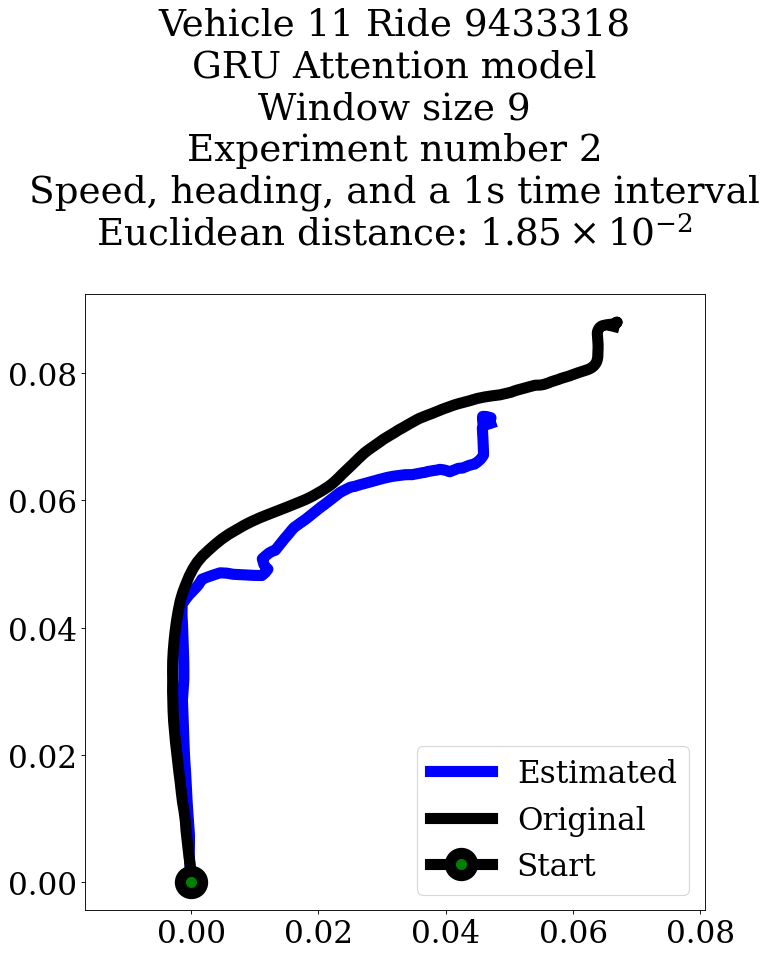 Vehicle 11 Ride 9433318
GRU Attention model
Window size 9
Experiment number 2
Speed, heading, and a 1s time interval
Euclidean distance: 1.85 × 10⁻²
0.08
0.06
0.04
0.02
0.00
Estimated
Original
Start
0.00 0.02 0.04 0.06 0.08